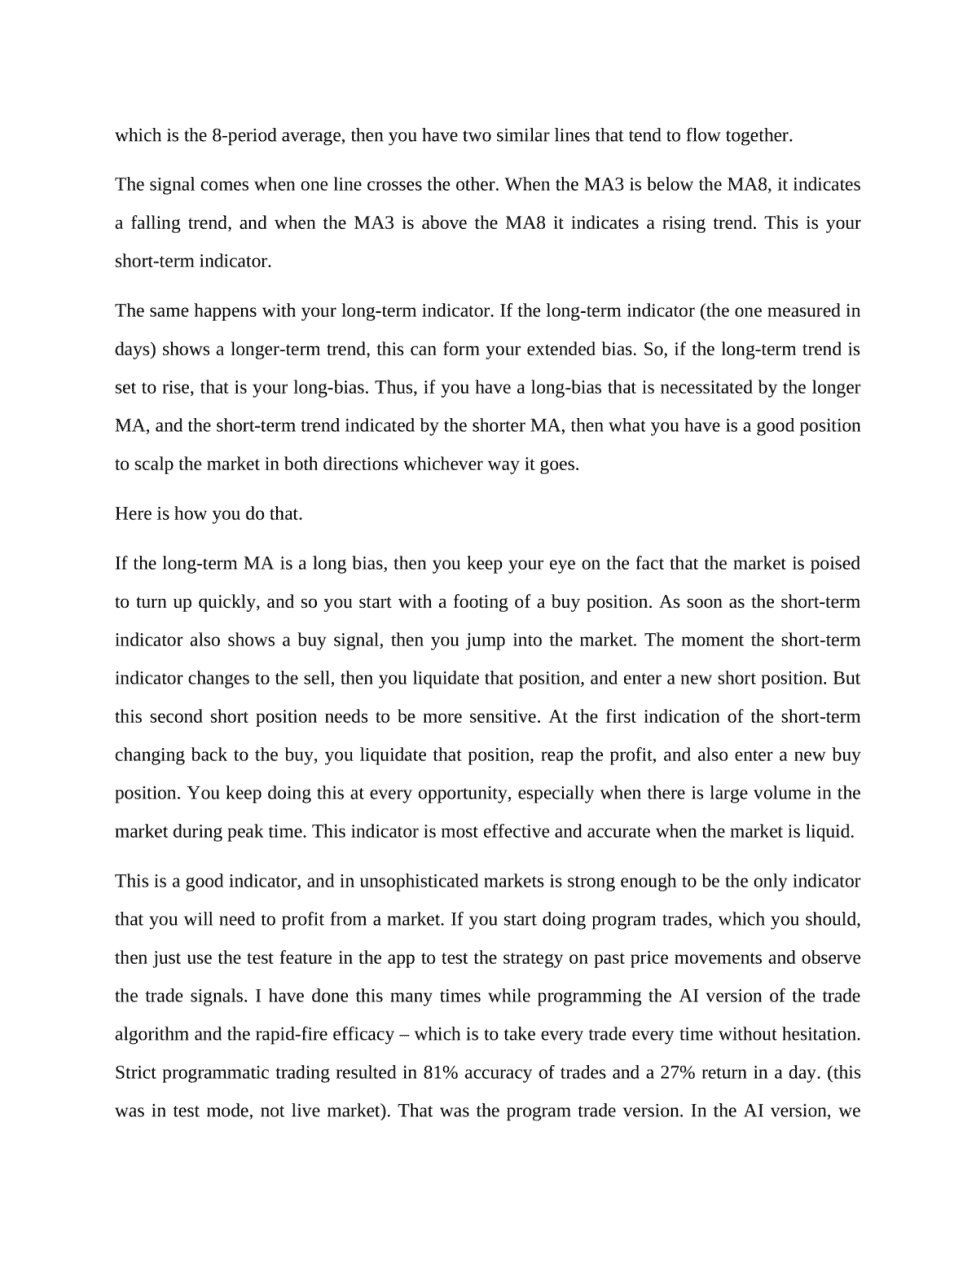 which is the 8-period average, then you have two similar lines that tend to flow together.
The signal comes when one line crosses the other. When the MA3 is below the MA8, it indicates
a falling trend, and when the MA3 is above the MA8 it indicates a rising trend. This is your
short-term indicator.
The same happens with your long-term indicator. If the long-term indicator (the one measured in
days) shows a longer-term trend, this can form your extended bias. So, if the long-term trend is
set to rise, that is your long-bias. Thus, if you have a long-bias that is necessitated by the longer
MA, and the short-term trend indicated by the shorter MA, then what you have is a good position
to scalp the market in both directions whichever way it goes.
Here is how you do that.
If the long-term MA is a long bias, then you keep your eye on the fact that the market is poised
to turn up quickly, and so you start with a footing of a buy position. As soon as the short-term
indicator also shows a buy signal, then you jump into the market. The moment the short-term
indicator changes to the sell, then you liquidate that position, and enter a new short position. But
this second short position needs to be more sensitive. At the first indication of the short-term
changing back to the buy, you liquidate that position, reap the profit, and also enter a new buy
position. You keep doing this at every opportunity, especially when there is large volume in the
market during peak time. This indicator is most effective and accurate when the market is liquid.
This is a good indicator, and in unsophisticated markets is strong enough to be the only indicator
that you will need to profit from a market. If you start doing program trades, which you should,
then just use the test feature in the app to test the strategy on past price movements and observe
the trade signals. I have done this many times while programming the AI version of the trade
algorithm and the rapid-fire efficacy – which is to take every trade every time without hesitation.
Strict programmatic trading resulted in 81% accuracy of trades and a 27% return in a day. (this
was in test mode, not live market). That was the program trade version. In the AI version, we